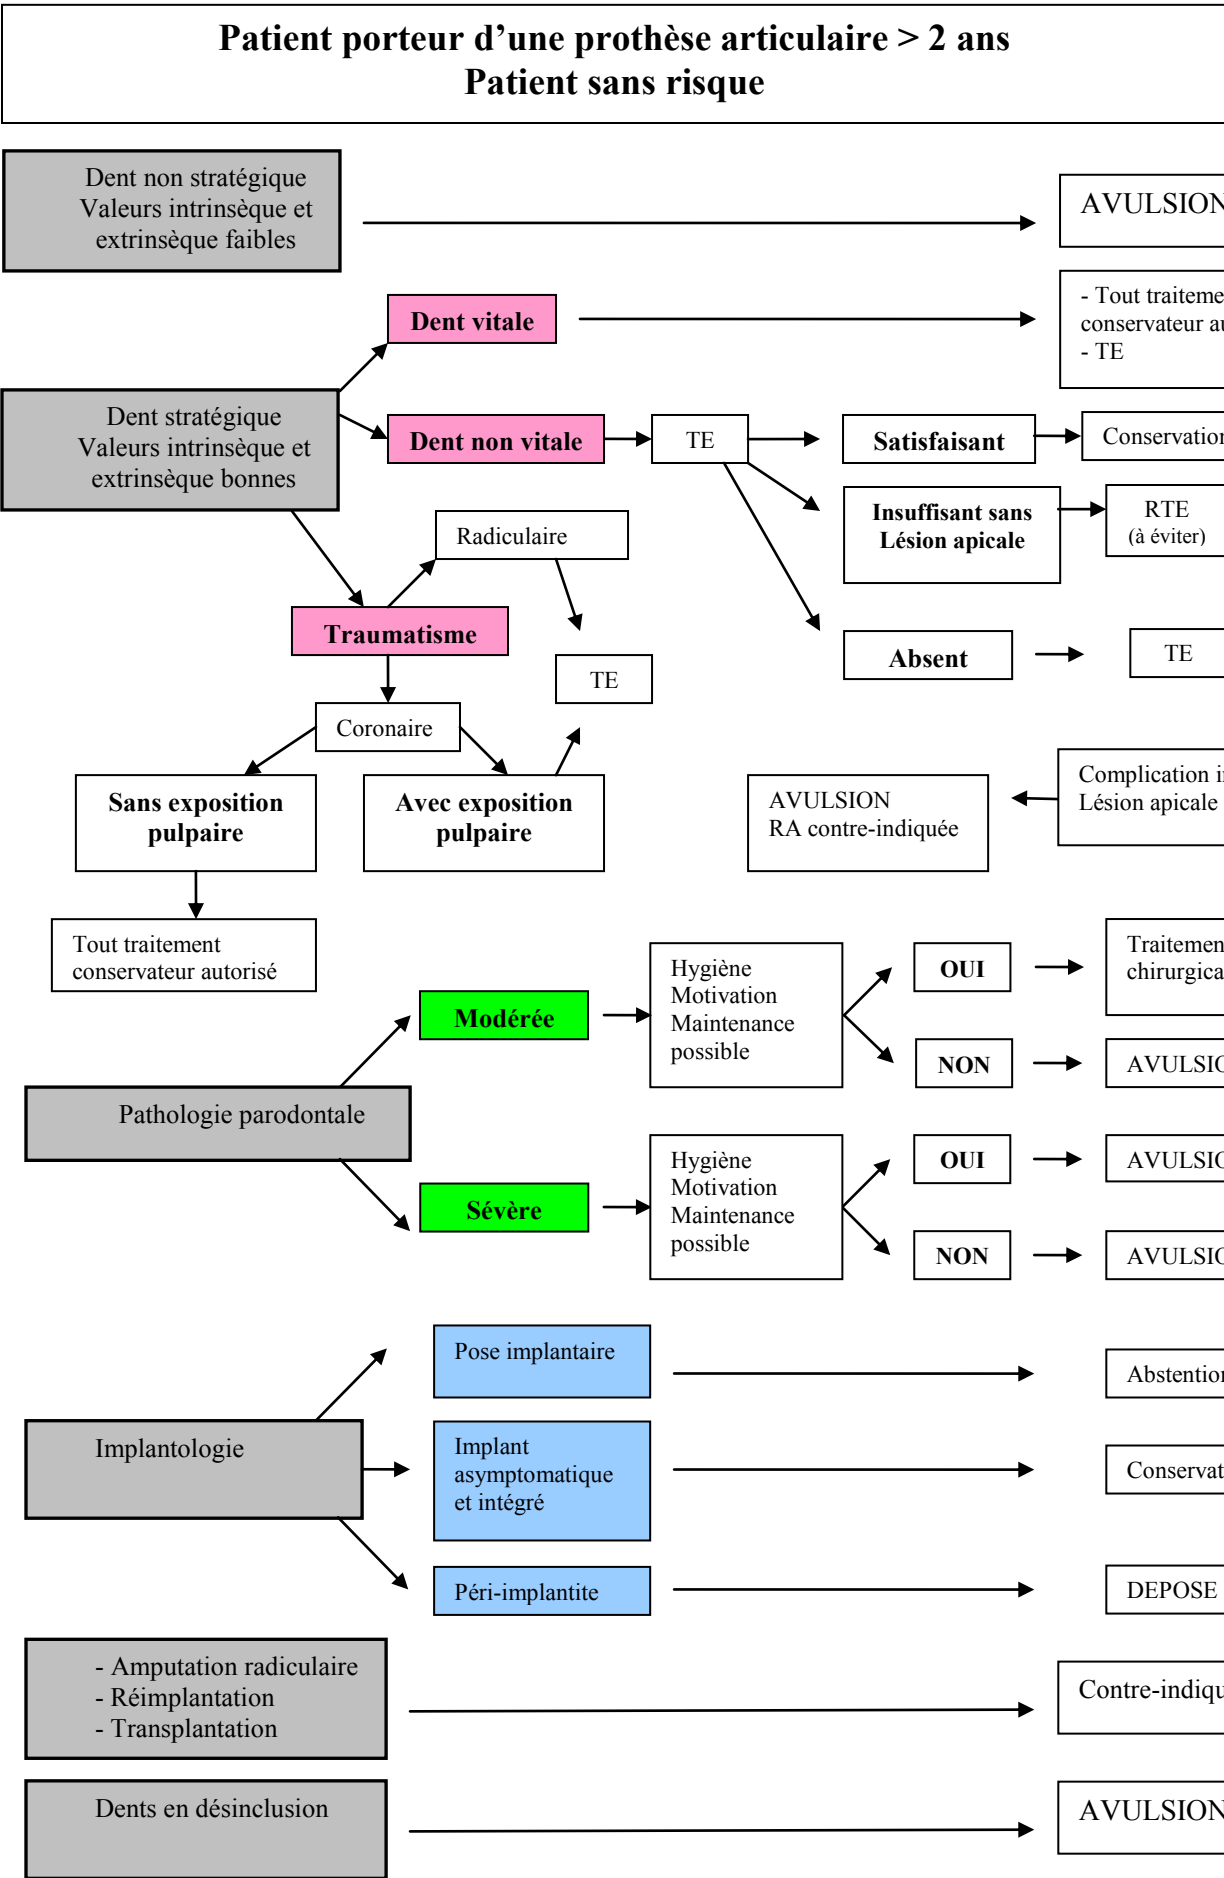 Patient porteur d'une prothèse articulaire > 2 ans
Patient sans risque
Dent non stratégique
Valeurs intrinsèque et
extrinsèque faibles
AVULSION
Dent vitale
- Tout traiteme
conservateur au
- TE
Dent stratégique
Valeurs intrinsèque et
extrinsèque bonnes
Dent non vitale
TE
Satisfaisant
Conservation
Insuffisant sans
Lésion apicale
RTE
(à éviter)
Radiculaire
Traumatisme
TE
Absent
TE
Coronaire
Sans exposition
pulpaire
Avec exposition
pulpaire
AVULSION
RA contre-indiquée
Complication in
Lésion apicale
Tout traitement
conservateur autorisé
Modérée
Hygiène
Motivation
Maintenance
possible
OUI
Traitemen
chirurgica
NON
AVULSIO
Pathologie parodontale
Sévère
Hygiène
Motivation
Maintenance
possible
OUI
AVULSIO
NON
AVULSIO
Pose implantaire
Abstention
Implantologie
Implant
asymptomatique
et intégré
Conservat
Péri-implantite
DEPOSE
- Amputation radiculaire
- Réimplantation
- Transplantation
Contre-indiqu
Dents en désinclusion
AVULSION